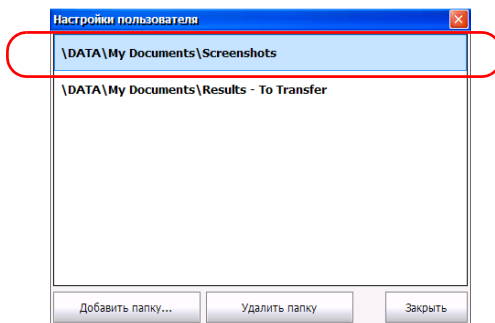 Настройки пользователя
\DATA\My Documents\Screenshots
\DATA\My Documents\Results - To Transfer
Добавить папку... Удалить папку Закрыть